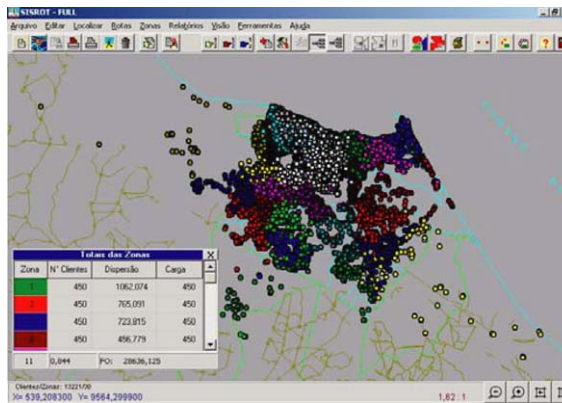 SISROT - FULL
Arquivo Editar Localizar Rotas Zonas Relatórios Visão Ferramentas Ajuda
Totais das Zonas X
Zona N° Clientes Dispersão Carga
1 450 1062,074 450
2 450 765,091 450
450 723,815 450
450 456,779 450
11 0,844 FO: 28636,125
Clientes/Zonas: 13221/30
X= 539,208300 Y= 9564,299900 1,62 : 1